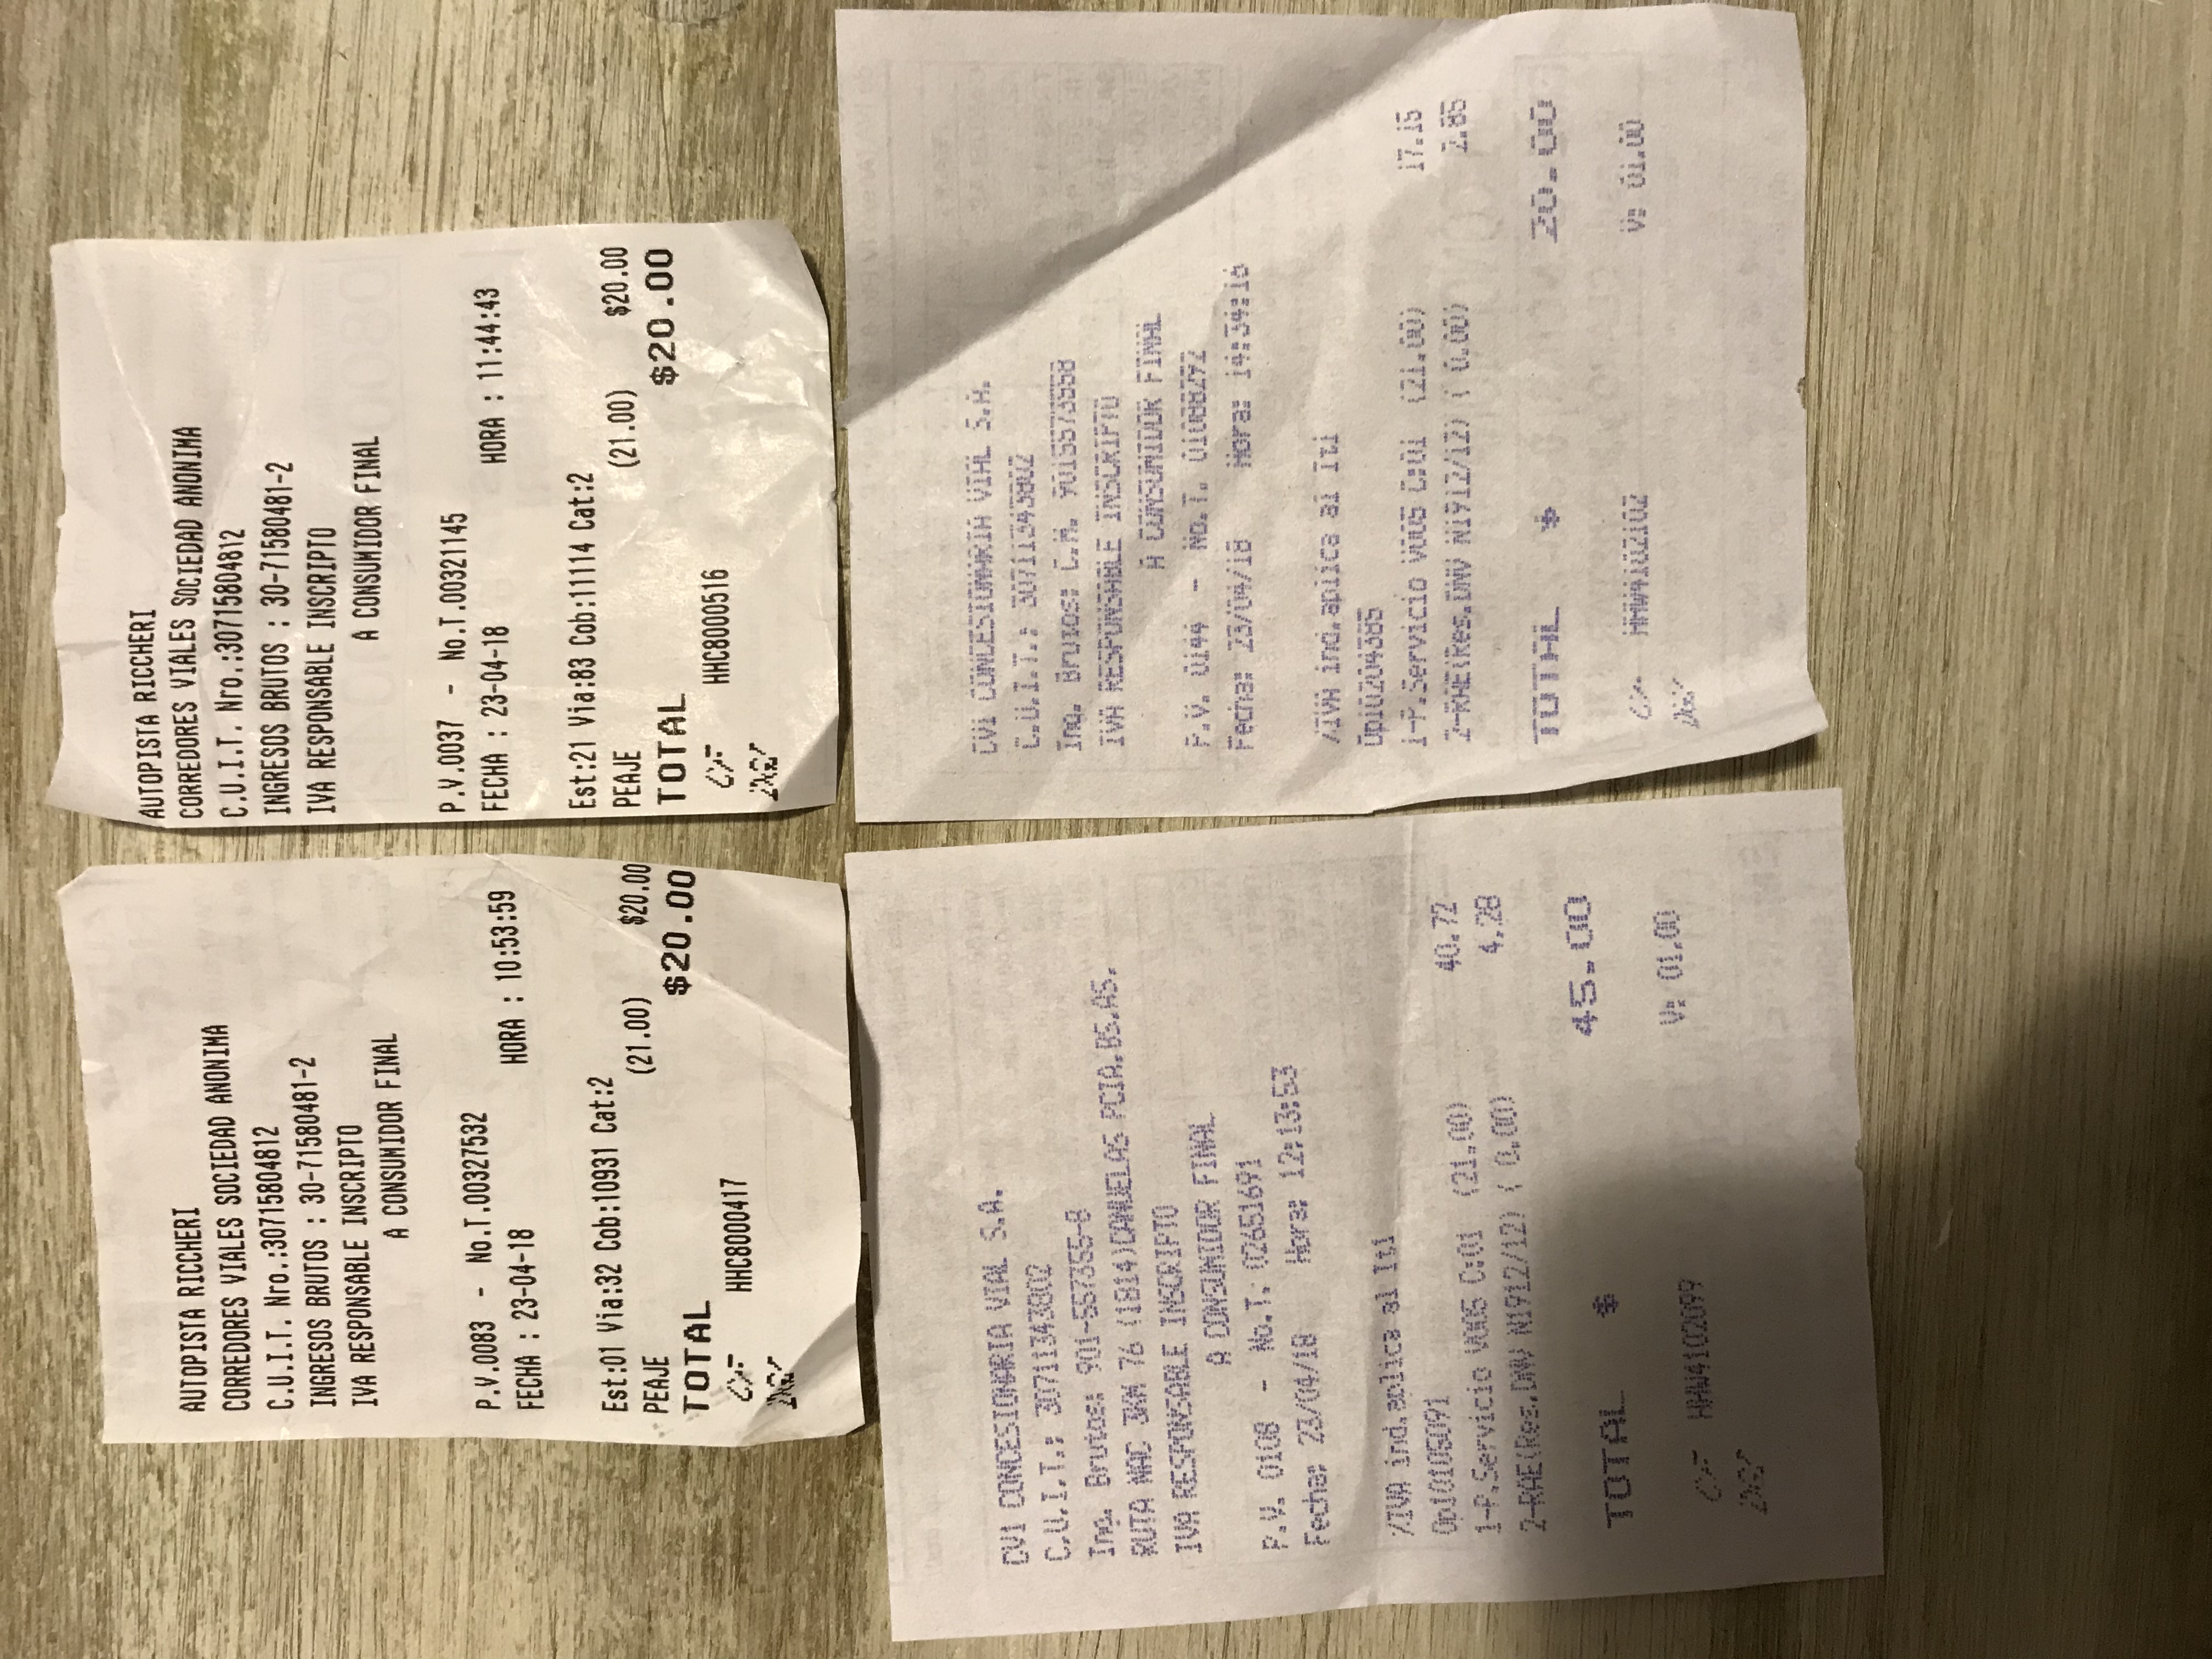 AUTOPISTA RICCHERI
CORREDORES VIALES SOCIEDAD ANONIMA
C.U.I.T. Nro.:30715804812
INGRESOS BRUTOS : 30-71580481-2
IVA RESPONSABLE INSCRIPTO
A CONSUMIDOR FINAL
P.V.0083 - No.T.00327532
FECHA : 23-04-18 HORA : 10:53:59
Est:01 Via:32 Cob:10931 Cat:2
PEAJE (21.00) $20.00
TOTAL $20.00
CF HHC8000417
DGI
AUTOPISTA RICCHERI
CORREDORES VIALES SOCIEDAD ANONIMA
C.U.I.T. Nro.:30715804812
INGRESOS BRUTOS : 30-71580481-2
IVA RESPONSABLE INSCRIPTO
A CONSUMIDOR FINAL
P.V.0037 - No.T.00321145
FECHA : 23-04-18 HORA : 11:44:43
Est:21 Via:83 Cob:11114 Cat:2
PEAJE (21.00) $20.00
TOTAL $20.00
CF HHC8000516
DGI
CV1 CONCESIONARIA VIAL S.A.
C.U.I.T.: 30711343802
Ing. Brutos: 901-557355-8
RUTA NAC 3KM 76 (1814)CANUELAS PCIA.BS.AS.
IVA RESPONSABLE INSCRIPTO
A CONSUMIDOR FINAL
P.V. 0108 - No.T. 02651691
Fecha: 23/04/18 Hora: 12:13:53
%IVA ind.aplica al Iti
Op10105091
1-P.Servicio V005 C:01 (21.00) 40.72
2-RAE(Res.DNV N1912/12) ( 0.00) 4.28
TOTAL $ 45.00
CF HHW4102099 V: 01.00
DGI
CV1 CONCESIONARIA VIAL S.A.
C.U.I.T.: 30711343802
Ing. Brutos: C.M. 9015573558
IVA RESPONSABLE INSCRIPTO
A CONSUMIDOR FINAL
P.V. 0144 - No.T. 01088292
Fecha: 23/04/18 Hora: 14:34:16
%IVA ind.aplica al Iti
Op10204385
1-P.Servicio V005 C:01 (21.00) 17.15
2-RAE(Res.DNV N1912/12) ( 0.00) 2.85
TOTAL $ 20.00
CF HHW4102102 V: 01.00
DGI